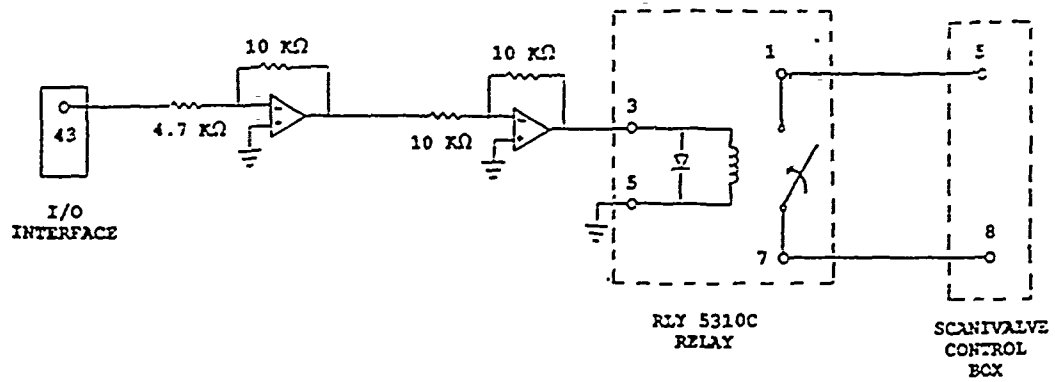 10 KΩ
10 KΩ
43
4.7 KΩ
10 KΩ
3
5
1
7
5
8
I/O
INTERFACE
RLY 5310C
RELAY
SCANIVALVE
CONTROL
BOX